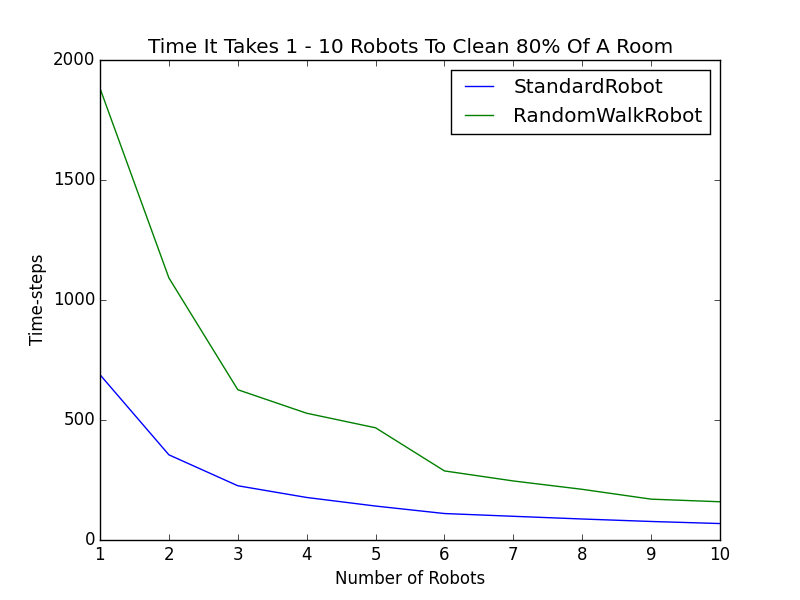 Time It Takes 1 - 10 Robots To Clean 80% Of A Room
StandardRobot
RandomWalkRobot
2000
1500
1000
500
0
Time-steps
1 2 3 4 5 6 7 8 9 10
Number of Robots